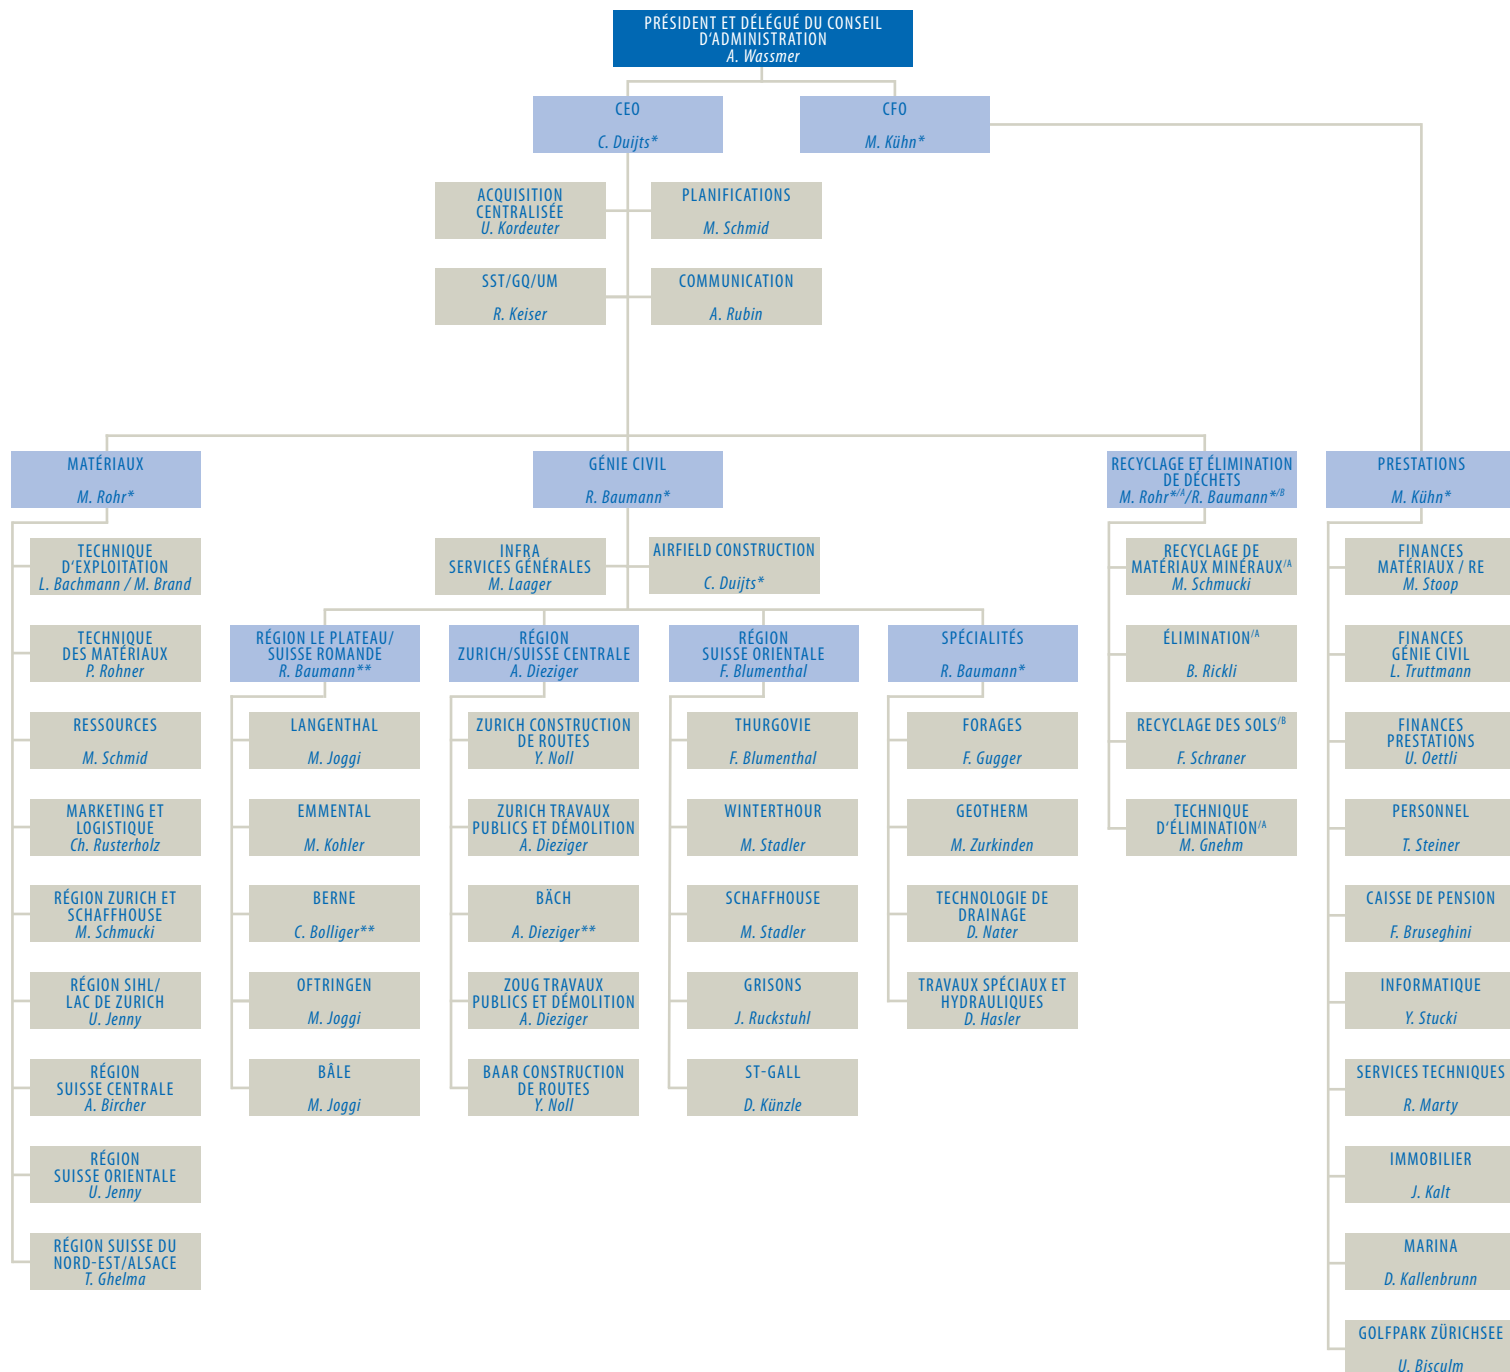 PRÉSIDENT ET DÉLÉGUÉ DU CONSEIL
D'ADMINISTRATION
A. Wassmer
CEO
C. Duijts*
CFO
M. Kühn*
ACQUISITION
CENTRALISÉE
U. Kordeuter
PLANIFICATIONS
M. Schmid
SST/GQ/UM
R. Keiser
COMMUNICATION
A. Rubin
MATÉRIAUX
M. Rohr*
GÉNIE CIVIL
R. Baumann*
RECYCLAGE ET ÉLIMINATION
DE DÉCHETS
M. Rohr*/A/R. Baumann*/B
PRESTATIONS
M. Kühn*
TECHNIQUE
D'EXPLOITATION
L. Bachmann / M. Brand
TECHNIQUE
DES MATÉRIAUX
P. Rohner
RESSOURCES
M. Schmid
MARKETING ET
LOGISTIQUE
Ch. Rusterholz
RÉGION ZURICH ET
SCHAFFHOUSE
M. Schmucki
RÉGION SIHL/
LAC DE ZURICH
U. Jenny
RÉGION
SUISSE CENTRALE
A. Bircher
RÉGION
SUISSE ORIENTALE
U. Jenny
RÉGION SUISSE DU
NORD-EST/ALSACE
T. Ghelma
INFRA
SERVICES GÉNÉRALES
M. Laager
AIRFIELD CONSTRUCTION
C. Duijts*
RÉGION LE PLATEAU/
SUISSE ROMANDE
R. Baumann**
LANGENTHAL
M. Joggi
EMMENTAL
M. Kohler
BERNE
C. Bolliger**
OFTRINGEN
M. Joggi
BÂLE
M. Joggi
RÉGION
ZURICH/SUISSE CENTRALE
A. Dieziger
ZURICH CONSTRUCTION
DE ROUTES
Y. Noll
ZURICH TRAVAUX
PUBLICS ET DÉMOLITION
A. Dieziger
BÄCH
A. Dieziger**
ZOUG TRAVAUX
PUBLICS ET DÉMOLITION
A. Dieziger
BAAR CONSTRUCTION
DE ROUTES
Y. Noll
RÉGION
SUISSE ORIENTALE
F. Blumenthal
THURGOVIE
F. Blumenthal
WINTERTHOUR
M. Stadler
SCHAFFHOUSE
M. Stadler
GRISONS
J. Ruckstuhl
ST-GALL
D. Künzle
SPÉCIALITÉS
R. Baumann*
FORAGES
F. Gugger
GEOTHERM
M. Zurkinden
TECHNOLOGIE DE
DRAINAGE
D. Nater
TRAVAUX SPÉCIAUX ET
HYDRAULIQUES
D. Hasler
RECYCLAGE DE
MATÉRIAUX MINÉRAUX/A
M. Schmucki
ÉLIMINATION/A
B. Rickli
RECYCLAGE DES SOLS/B
F. Schraner
TECHNIQUE
D'ÉLIMINATION/A
M. Gnehm
FINANCES
MATÉRIAUX / RE
M. Stoop
FINANCES
GÉNIE CIVIL
L. Truttmann
FINANCES
PRESTATIONS
U. Oettli
PERSONNEL
T. Steiner
CAISSE DE PENSION
F. Bruseghini
INFORMATIQUE
Y. Stucki
SERVICES TECHNIQUES
R. Marty
IMMOBILIER
J. Kalt
MARINA
D. Kallenbrunn
GOLFPARK ZÜRICHSEE
U. Bisculm